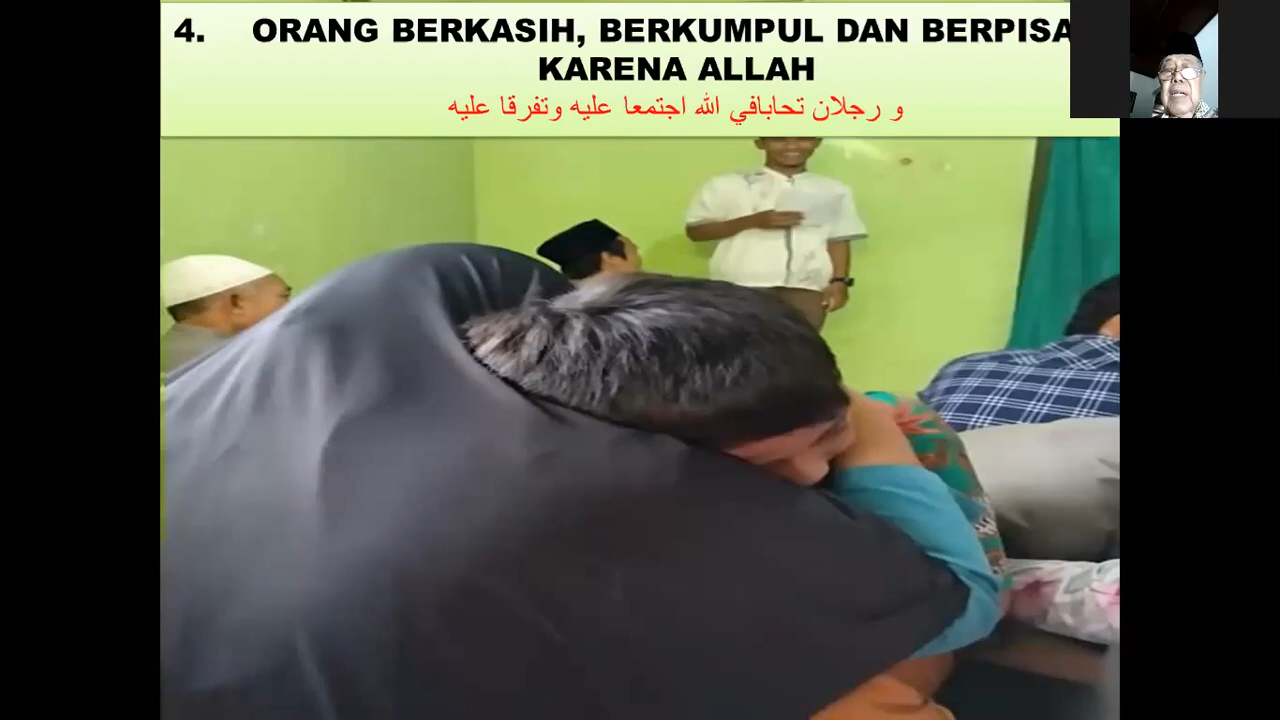 4. ORANG BERKASIH, BERKUMPUL DAN BERPISA
KARENA ALLAH
و رجلان تحابافي الله اجتمعا عليه وتفرقا عليه